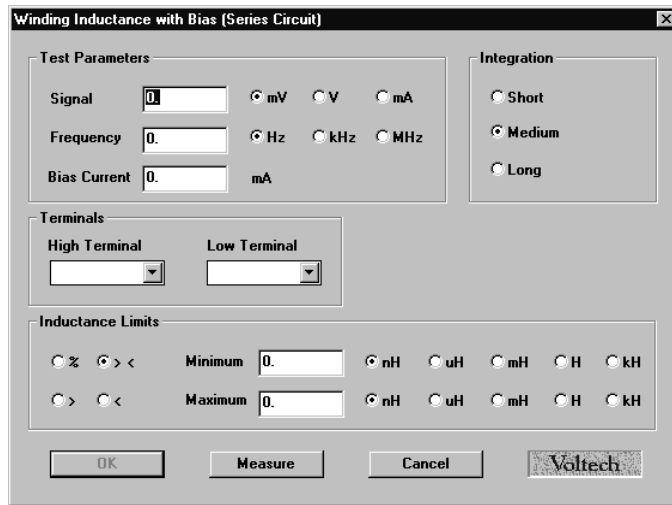 Winding Inductance with Bias (Series Circuit)
Test Parameters
Signal 0. mV V mA
Frequency 0. Hz kHz MHz
Bias Current 0. mA
Integration
Short
Medium
Long
Terminals
High Terminal Low Terminal
Inductance Limits
% > < Minimum 0. nH uH mH H kH
> < Maximum 0. nH uH mH H kH
OK Measure Cancel Voltech